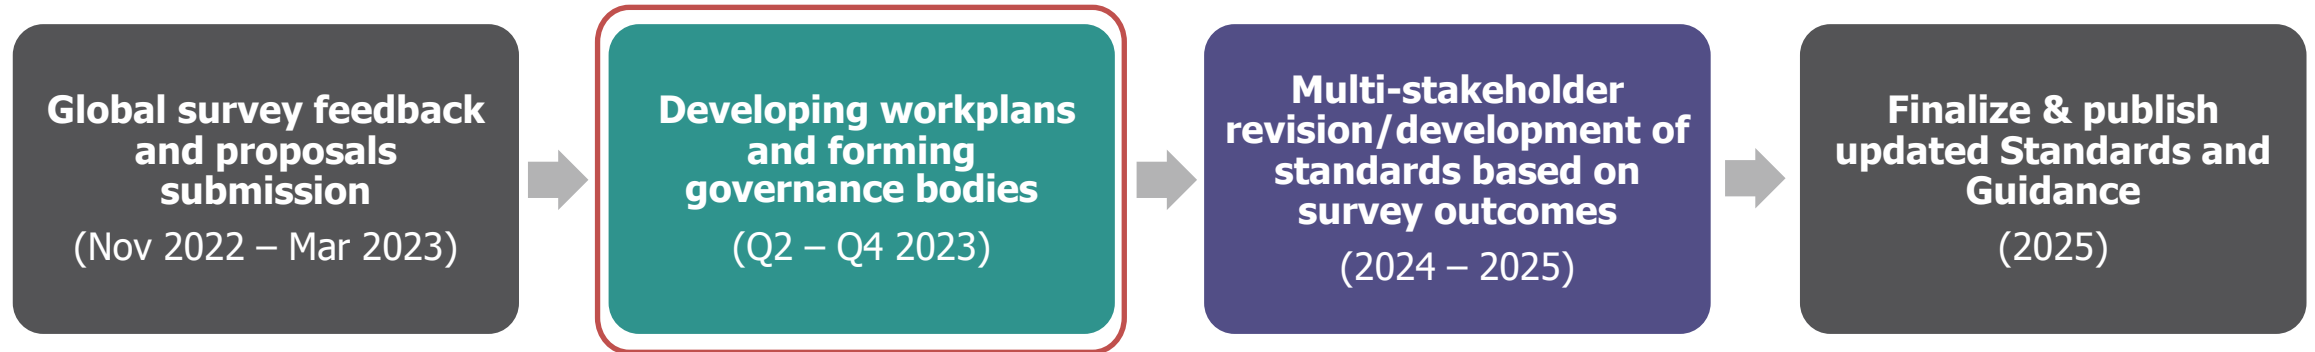 Global survey feedback
and proposals
submission
(Nov 2022 – Mar 2023)
Developing workplans
and forming
governance bodies
(Q2 – Q4 2023)
Multi-stakeholder
revision/development of
standards based on
survey outcomes
(2024 – 2025)
Finalize & publish
updated Standards and
Guidance
(2025)